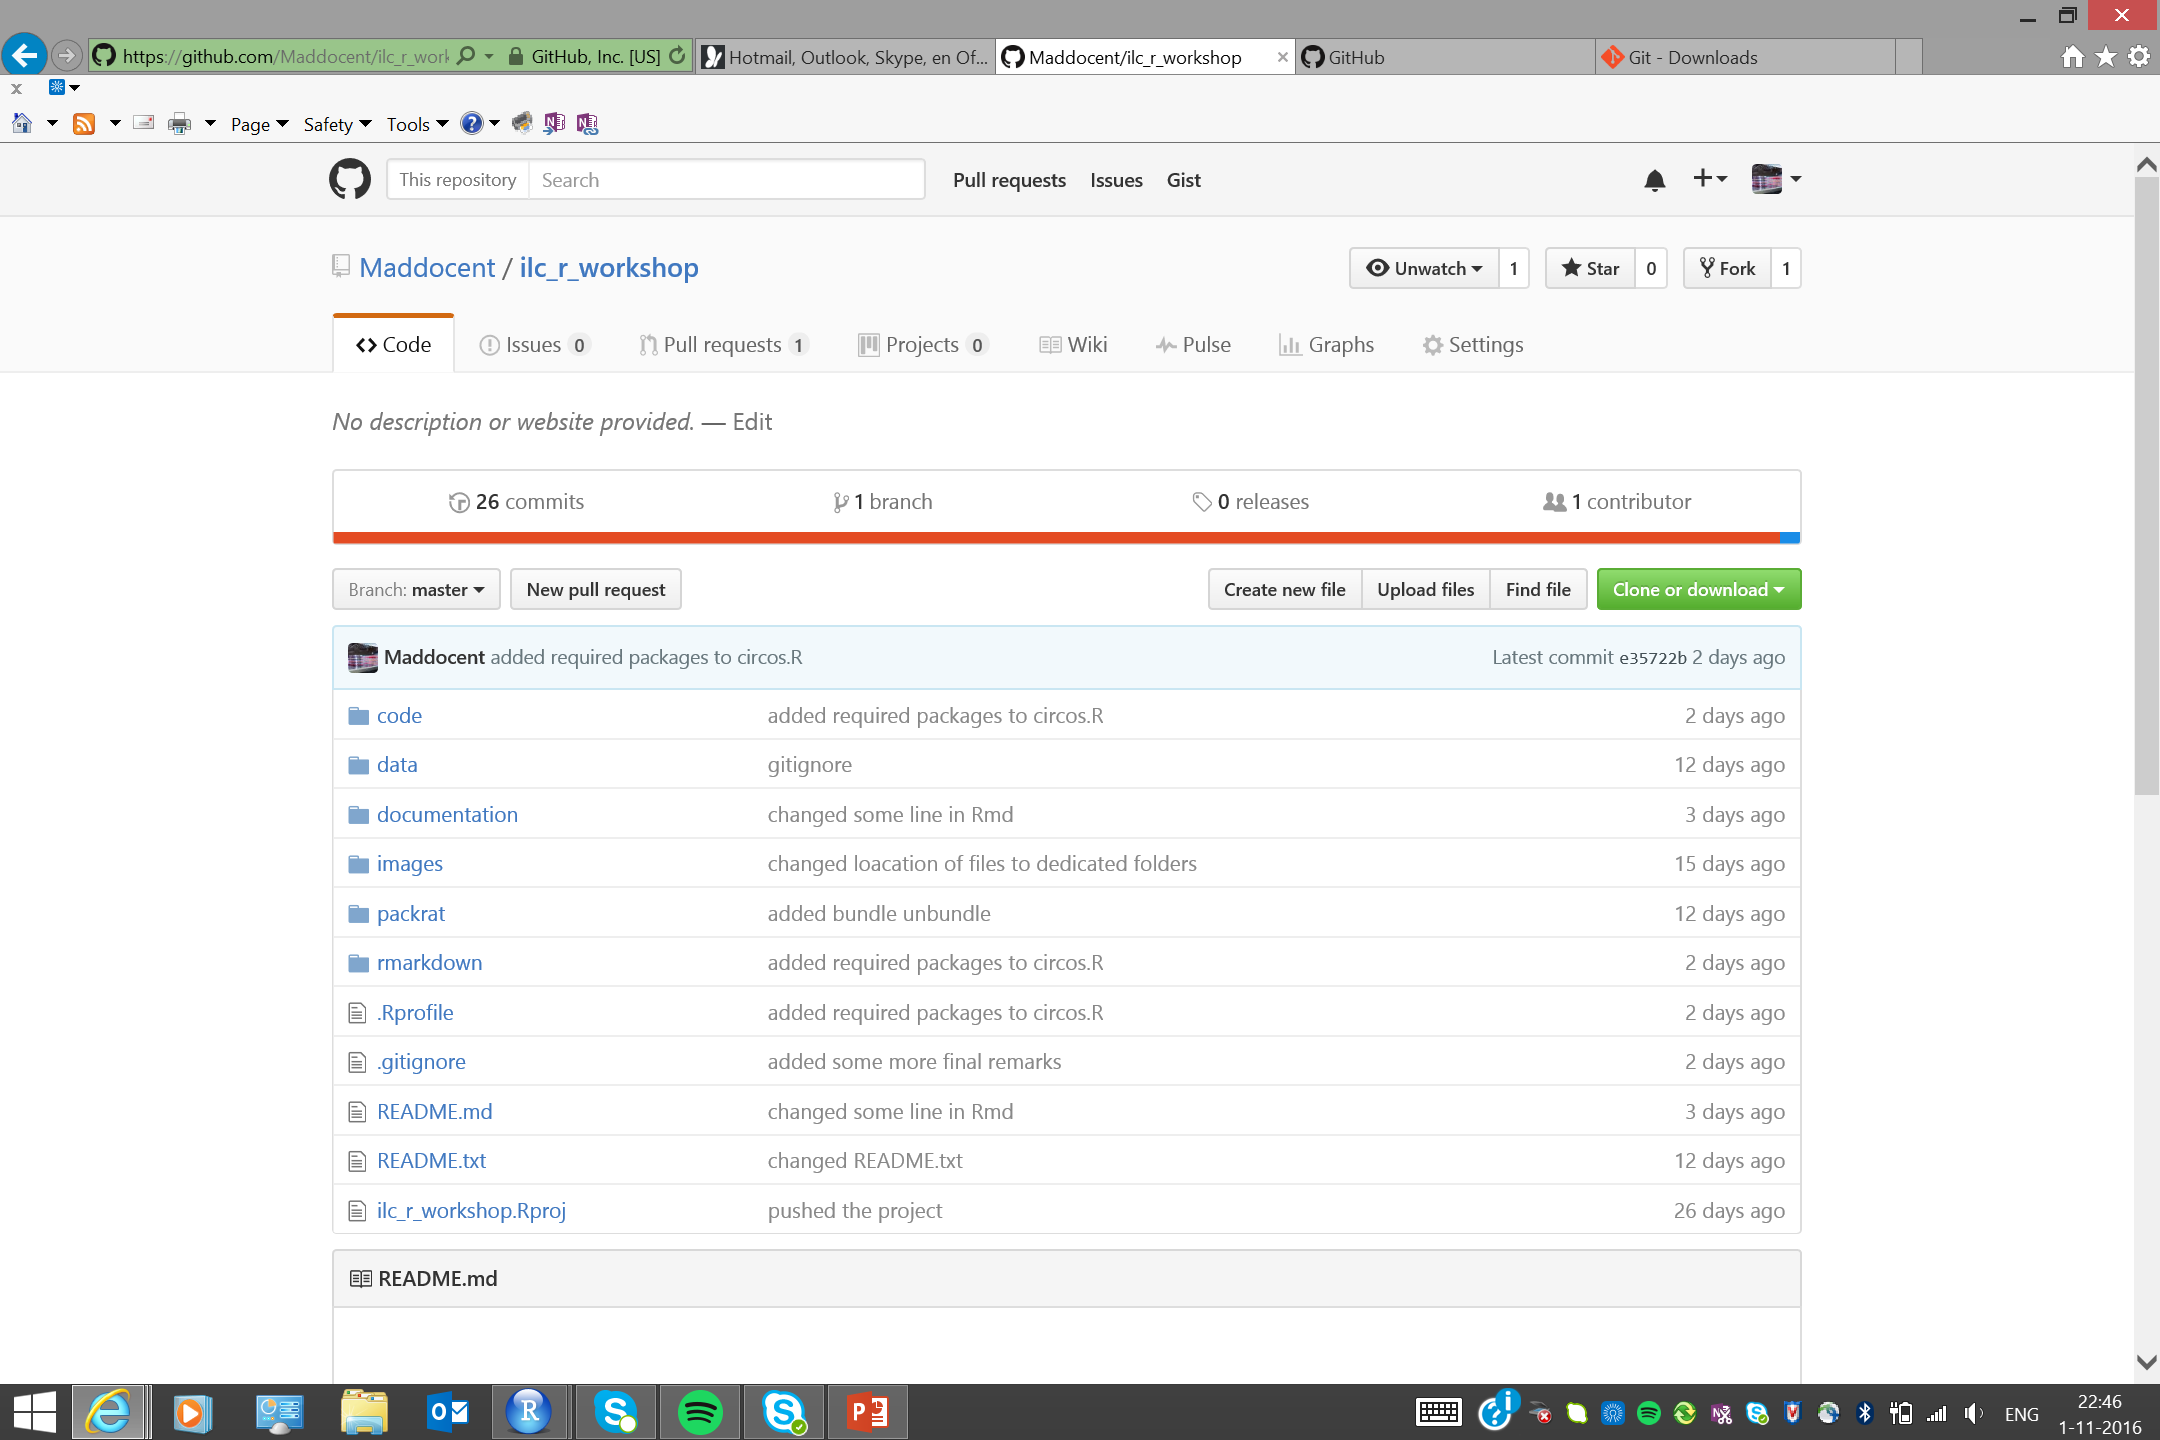 https://github.com/Maddocent/ilc_r_work GitHub, Inc. [US] Hotmail, Outlook, Skype, en Of... Maddocent/ilc_r_workshop GitHub Git - Downloads
Page Safety Tools
This repository Search Pull requests Issues Gist
Maddocent / ilc_r_workshop Unwatch 1 Star 0 Fork 1
Code Issues 0 Pull requests 1 Projects 0 Wiki Pulse Graphs Settings
No description or website provided. — Edit
26 commits 1 branch 0 releases 1 contributor
Branch: master New pull request Create new file Upload files Find file Clone or download
Maddocent added required packages to circos.R Latest commit e35722b 2 days ago
code added required packages to circos.R 2 days ago
data gitignore 12 days ago
documentation changed some line in Rmd 3 days ago
images changed loacation of files to dedicated folders 15 days ago
packrat added bundle unbundle 12 days ago
rmarkdown added required packages to circos.R 2 days ago
.Rprofile added required packages to circos.R 2 days ago
.gitignore added some more final remarks 2 days ago
README.md changed some line in Rmd 3 days ago
README.txt changed README.txt 12 days ago
ilc_r_workshop.Rproj pushed the project 26 days ago
README.md
ENG 22:46
1-11-2016